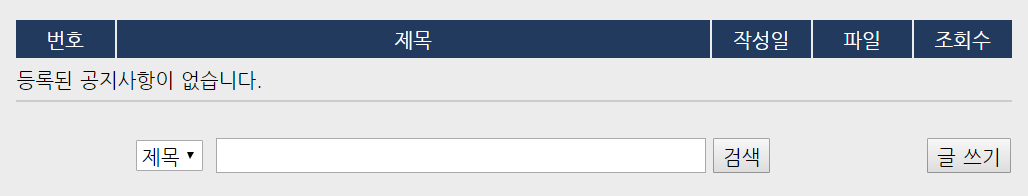 번호 제목 작성일 파일 조회수
등록된 공지사항이 없습니다.
제목 검색 글 쓰기